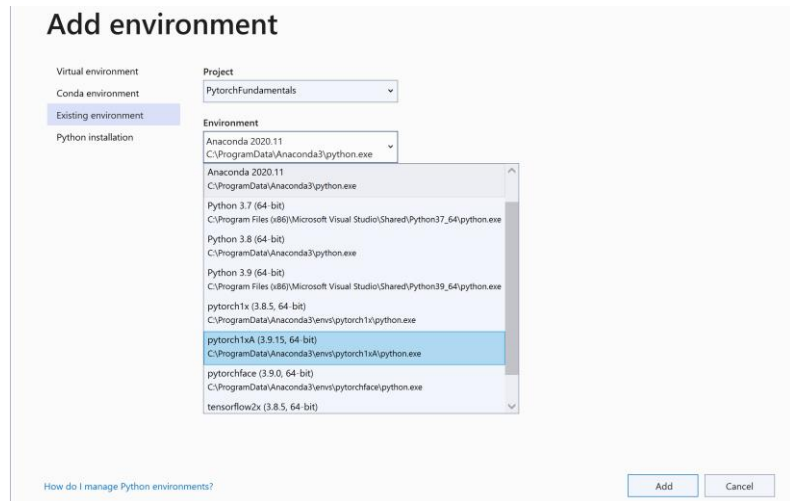 Add environment
Virtual environment
Conda environment
Existing environment
Python installation
Project
PytorchFundamentals
Environment
Anaconda 2020.11
C:\ProgramData\Anaconda3\python.exe
Anaconda 2020.11
C:\ProgramData\Anaconda3\python.exe
Python 3.7 (64-bit)
C:\Program Files (x86)\Microsoft Visual Studio\Shared\Python37_64\python.exe
Python 3.8 (64-bit)
C:\ProgramData\Anaconda3\python.exe
Python 3.9 (64-bit)
C:\Program Files (x86)\Microsoft Visual Studio\Shared\Python39_64\python.exe
pytorch1x (3.8.5, 64-bit)
C:\ProgramData\Anaconda3\envs\pytorch1x\python.exe
pytorch1xA (3.9.15, 64-bit)
C:\ProgramData\Anaconda3\envs\pytorch1xA\python.exe
pytorchface (3.9.0, 64-bit)
C:\ProgramData\Anaconda3\envs\pytorchface\python.exe
tensorflow2x (3.8.5, 64-bit)
How do I manage Python environments?
Add
Cancel